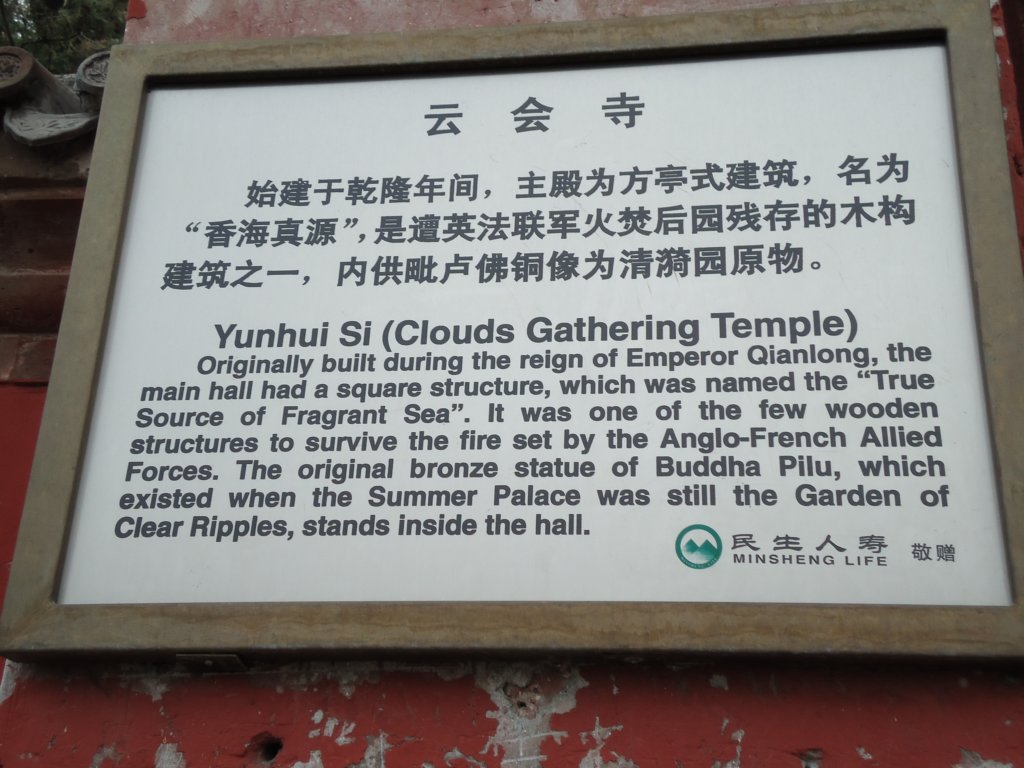 云会寺
始建于乾隆年间，主殿为方亭式建筑，名为
“香海真源”，是遭英法联军火焚后园残存的木构
建筑之一，内供毗卢佛铜像为清漪园原物。
Yunhui Si (Clouds Gathering Temple)
Originally built during the reign of Emperor Qianlong, the
main hall had a square structure, which was named the “True
Source of Fragrant Sea”. It was one of the few wooden
structures to survive the fire set by the Anglo-French Allied
Forces. The original bronze statue of Buddha Pilu, which
existed when the Summer Palace was still the Garden of
Clear Ripples, stands inside the hall.
民生人寿 敬赠
MINSHENG LIFE